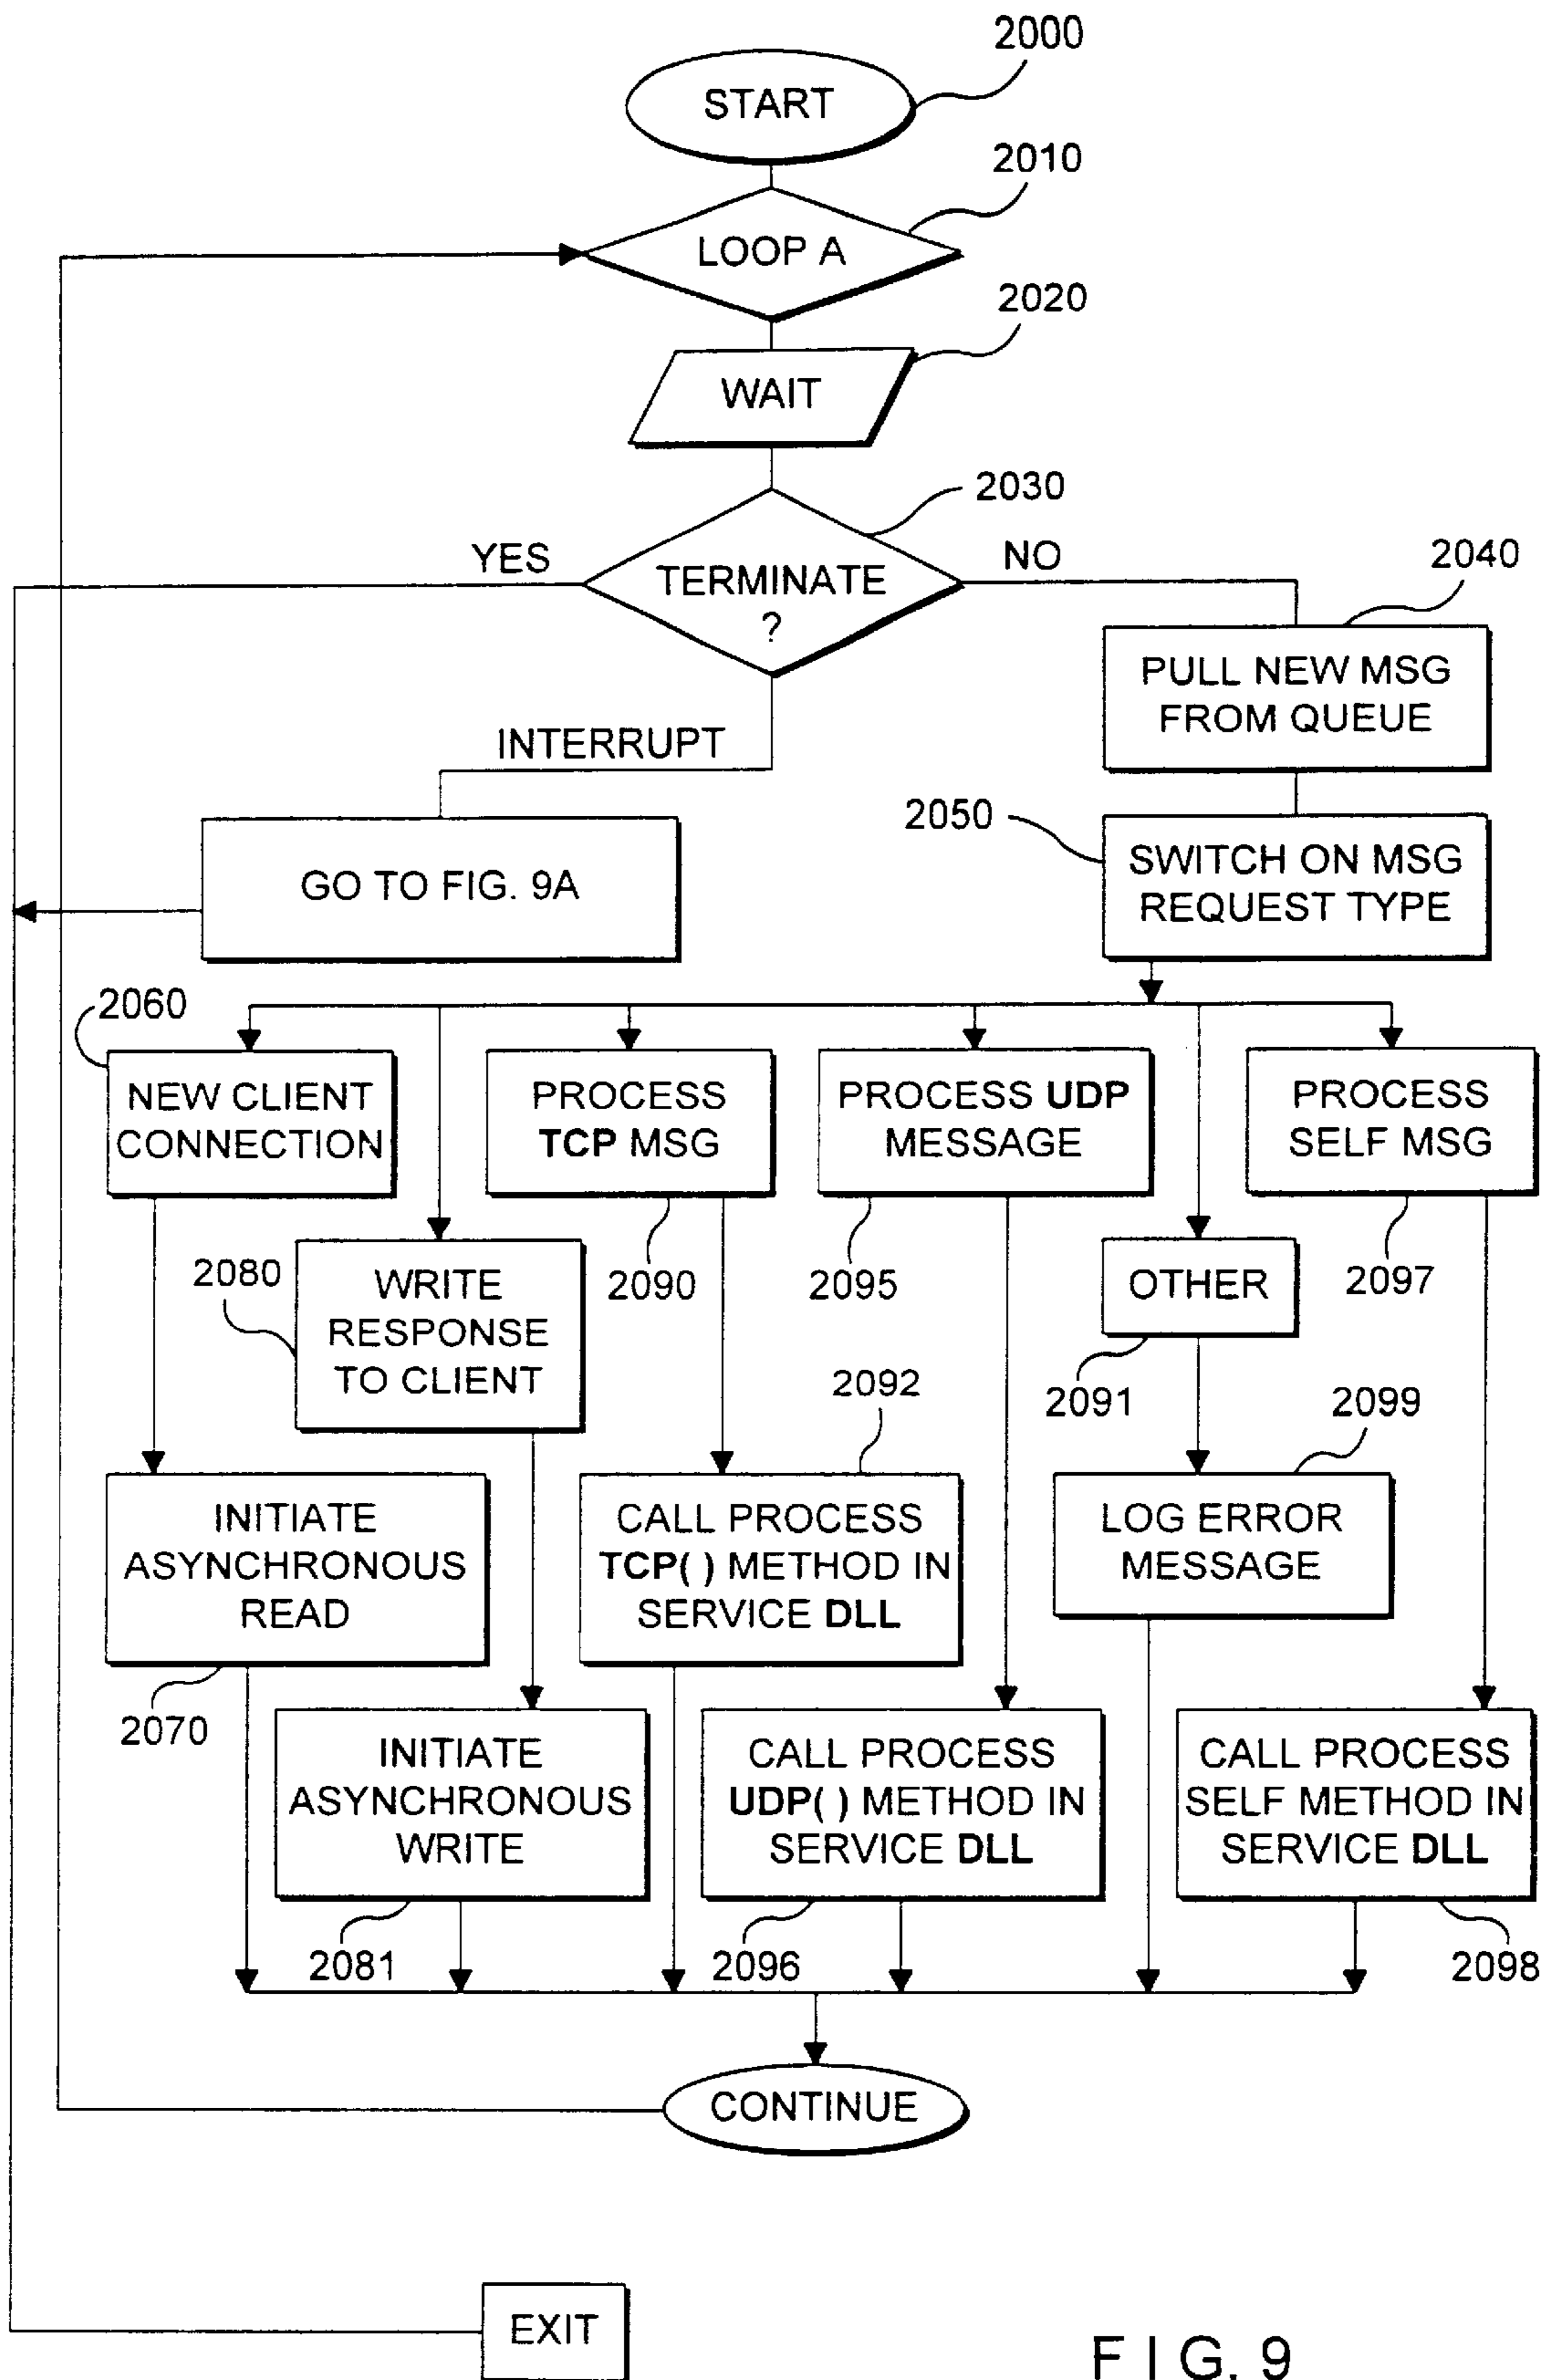 2000
START
2010
LOOP A
2020
WAIT
2030
YES
NO
TERMINATE
?
2040
PULL NEW MSG
FROM QUEUE
INTERRUPT
2050
SWITCH ON MSG
REQUEST TYPE
GO TO FIG. 9A
2060
NEW CLIENT
CONNECTION
PROCESS
TCP MSG
PROCESS UDP
MESSAGE
PROCESS
SELF MSG
2080
WRITE
RESPONSE
TO CLIENT
2090
2095
OTHER
2097
2092
2091
2099
INITIATE
ASYNCHRONOUS
READ
CALL PROCESS
TCP( ) METHOD IN
SERVICE DLL
LOG ERROR
MESSAGE
2070
INITIATE
ASYNCHRONOUS
WRITE
CALL PROCESS
UDP( ) METHOD IN
SERVICE DLL
CALL PROCESS
SELF METHOD IN
SERVICE DLL
2081
2096
2098
CONTINUE
EXIT
FIG. 9